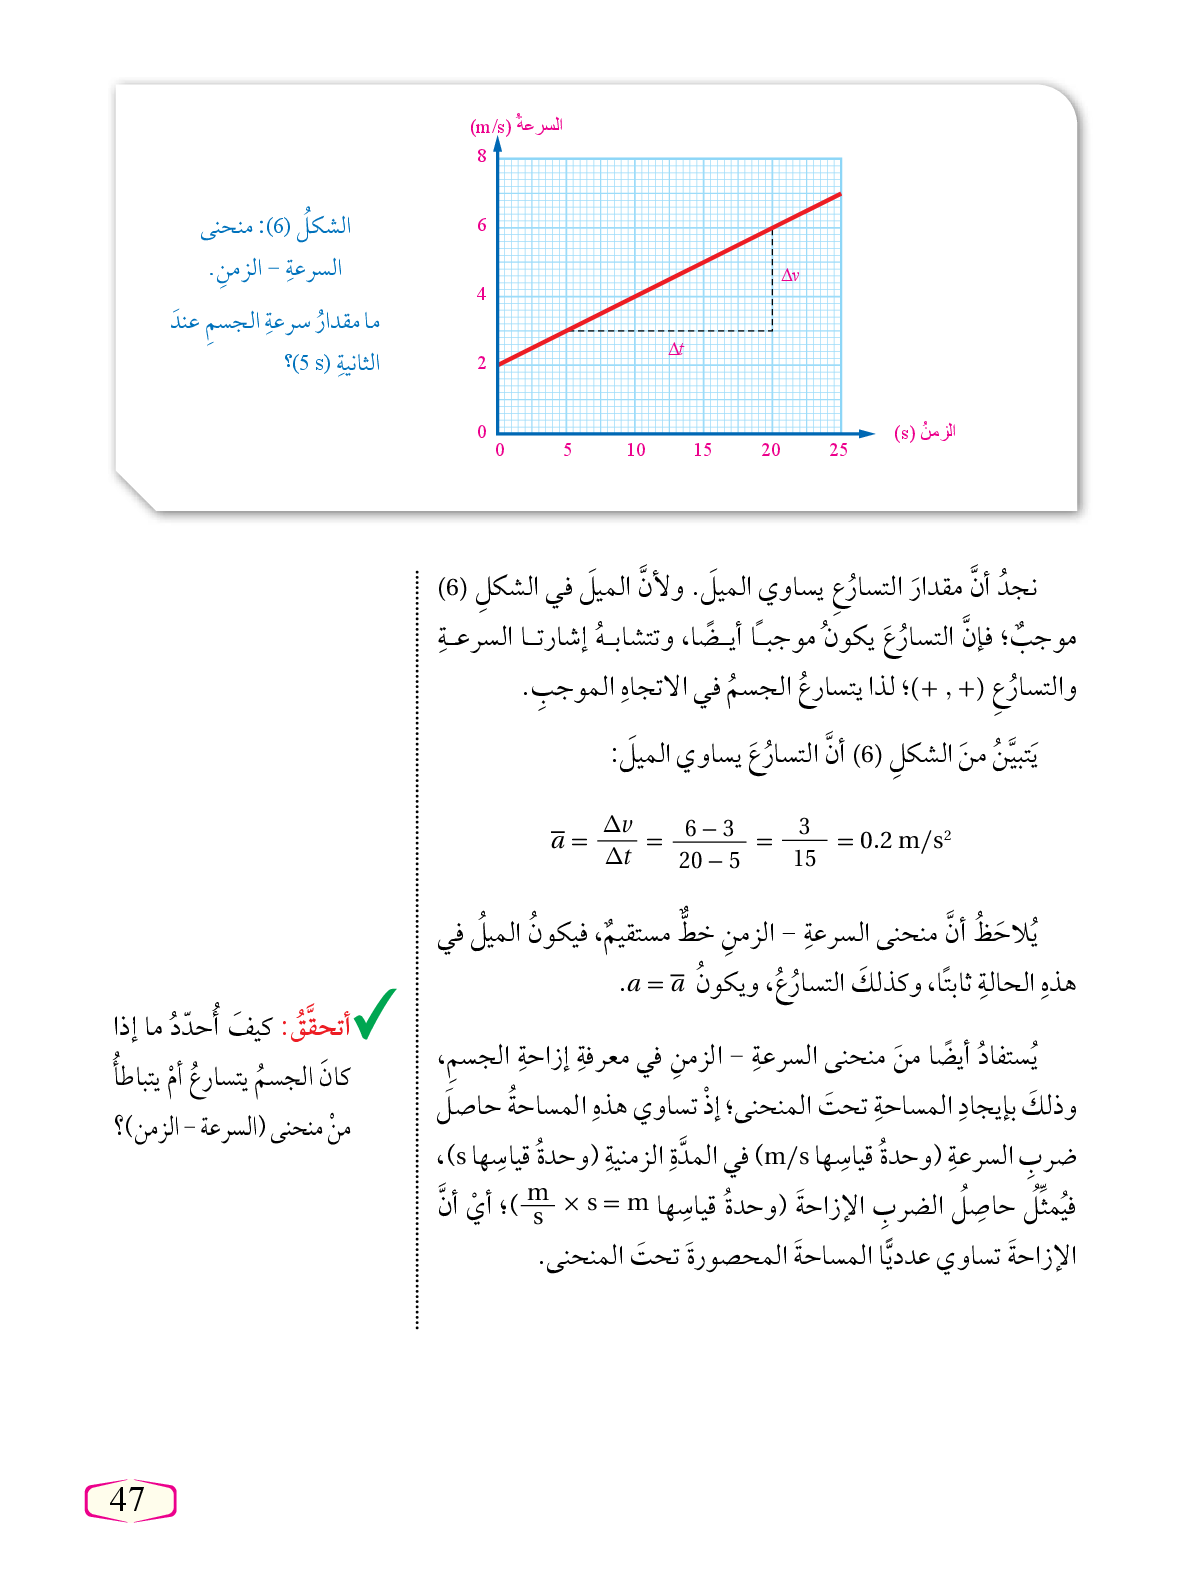 السرعةُ (m/s)
8
6
4
2
0
0 5 10 15 20 25
الزمنُ (s)
Δv
Δt
الشكلُ (6): منحنى
السرعةِ – الزمنِ.
ما مقدارُ سرعةِ الجسمِ عندَ
الثانيةِ (5 s)؟
نجدُ أنَّ مقدارَ التسارُعِ يساوي الميلَ. ولأنَّ الميلَ في الشكلِ (6)
موجبٌ؛ فإنَّ التسارُعَ يكونُ موجبًا أيضًا، وتتشابهُ إشارتا السرعةِ
والتسارُعِ (+ , +)؛ لذا يتسارعُ الجسمُ في الاتجاهِ الموجبِ.
يَتبيَّنُ منَ الشكلِ (6) أنَّ التسارُعَ يساوي الميلَ:
a̅ = Δv/Δt = (6 – 3)/(20 – 5) = 3/15 = 0.2 m/s²
يُلاحَظُ أنَّ منحنى السرعةِ – الزمنِ خطٌّ مستقيمٌ، فيكونُ الميلُ في
هذهِ الحالةِ ثابتًا، وكذلكَ التسارُعُ، ويكونُ a = a̅.
يُستفادُ أيضًا منَ منحنى السرعةِ – الزمنِ في معرفةِ إزاحةِ الجسمِ،
وذلكَ بإيجادِ المساحةِ تحتَ المنحنى؛ إذْ تساوي هذهِ المساحةُ حاصلَ
ضربِ السرعةِ (وحدةُ قياسِها m/s) في المدَّةِ الزمنيةِ (وحدةُ قياسِها s)،
فيُمثِّلُ حاصِلُ الضربِ الإزاحةَ (وحدةُ قياسِها m/s × s = m)؛ أيْ أنَّ
الإزاحةَ تساوي عدديًّا المساحةَ المحصورةَ تحتَ المنحنى.
أتحقَّقُ: كيفَ أُحدّدُ ما إذا
كانَ الجسمُ يتسارعُ أمْ يتباطأُ
منْ منحنى (السرعة – الزمن)؟
47